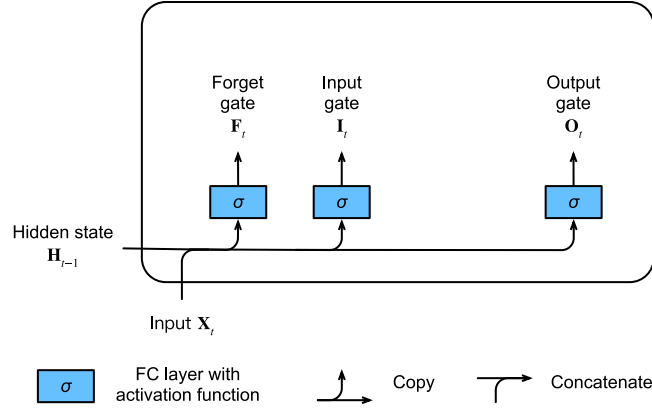 Forget gate F_t
Input gate I_t
Output gate O_t
σ
σ
σ
Hidden state H_{t−1}
Input X_t
σ
FC layer with activation function
Copy
Concatenate